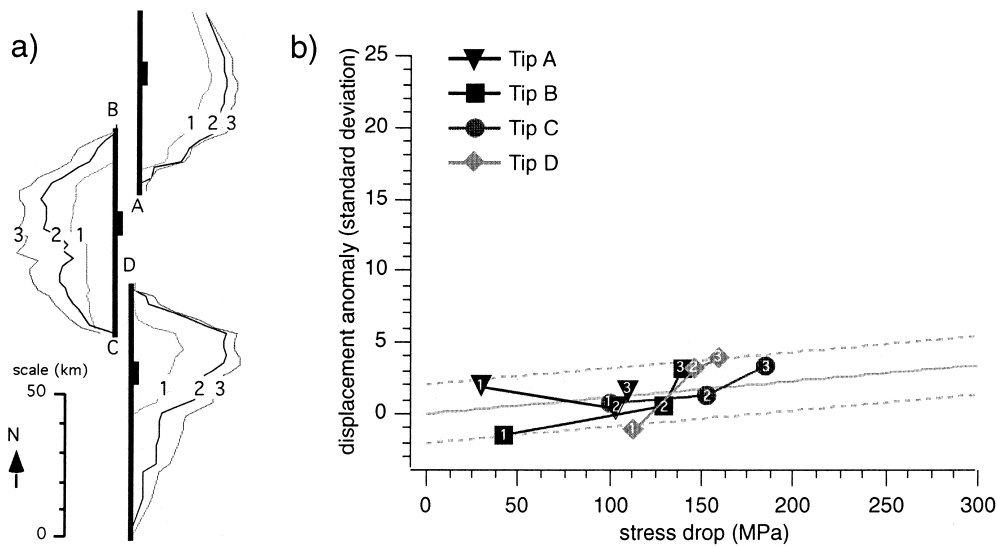 a)
B
1 2 3
A
3 2 1
D
C
scale (km)
50
1 2 3
N
0
b)
displacement anomaly (standard deviation)
25
20
15
10
5
0
Tip A
Tip B
Tip C
Tip D
1
2
3
1
2
3
1
2
3
1
2
3
0 50 100 150 200 250 300
stress drop (MPa)